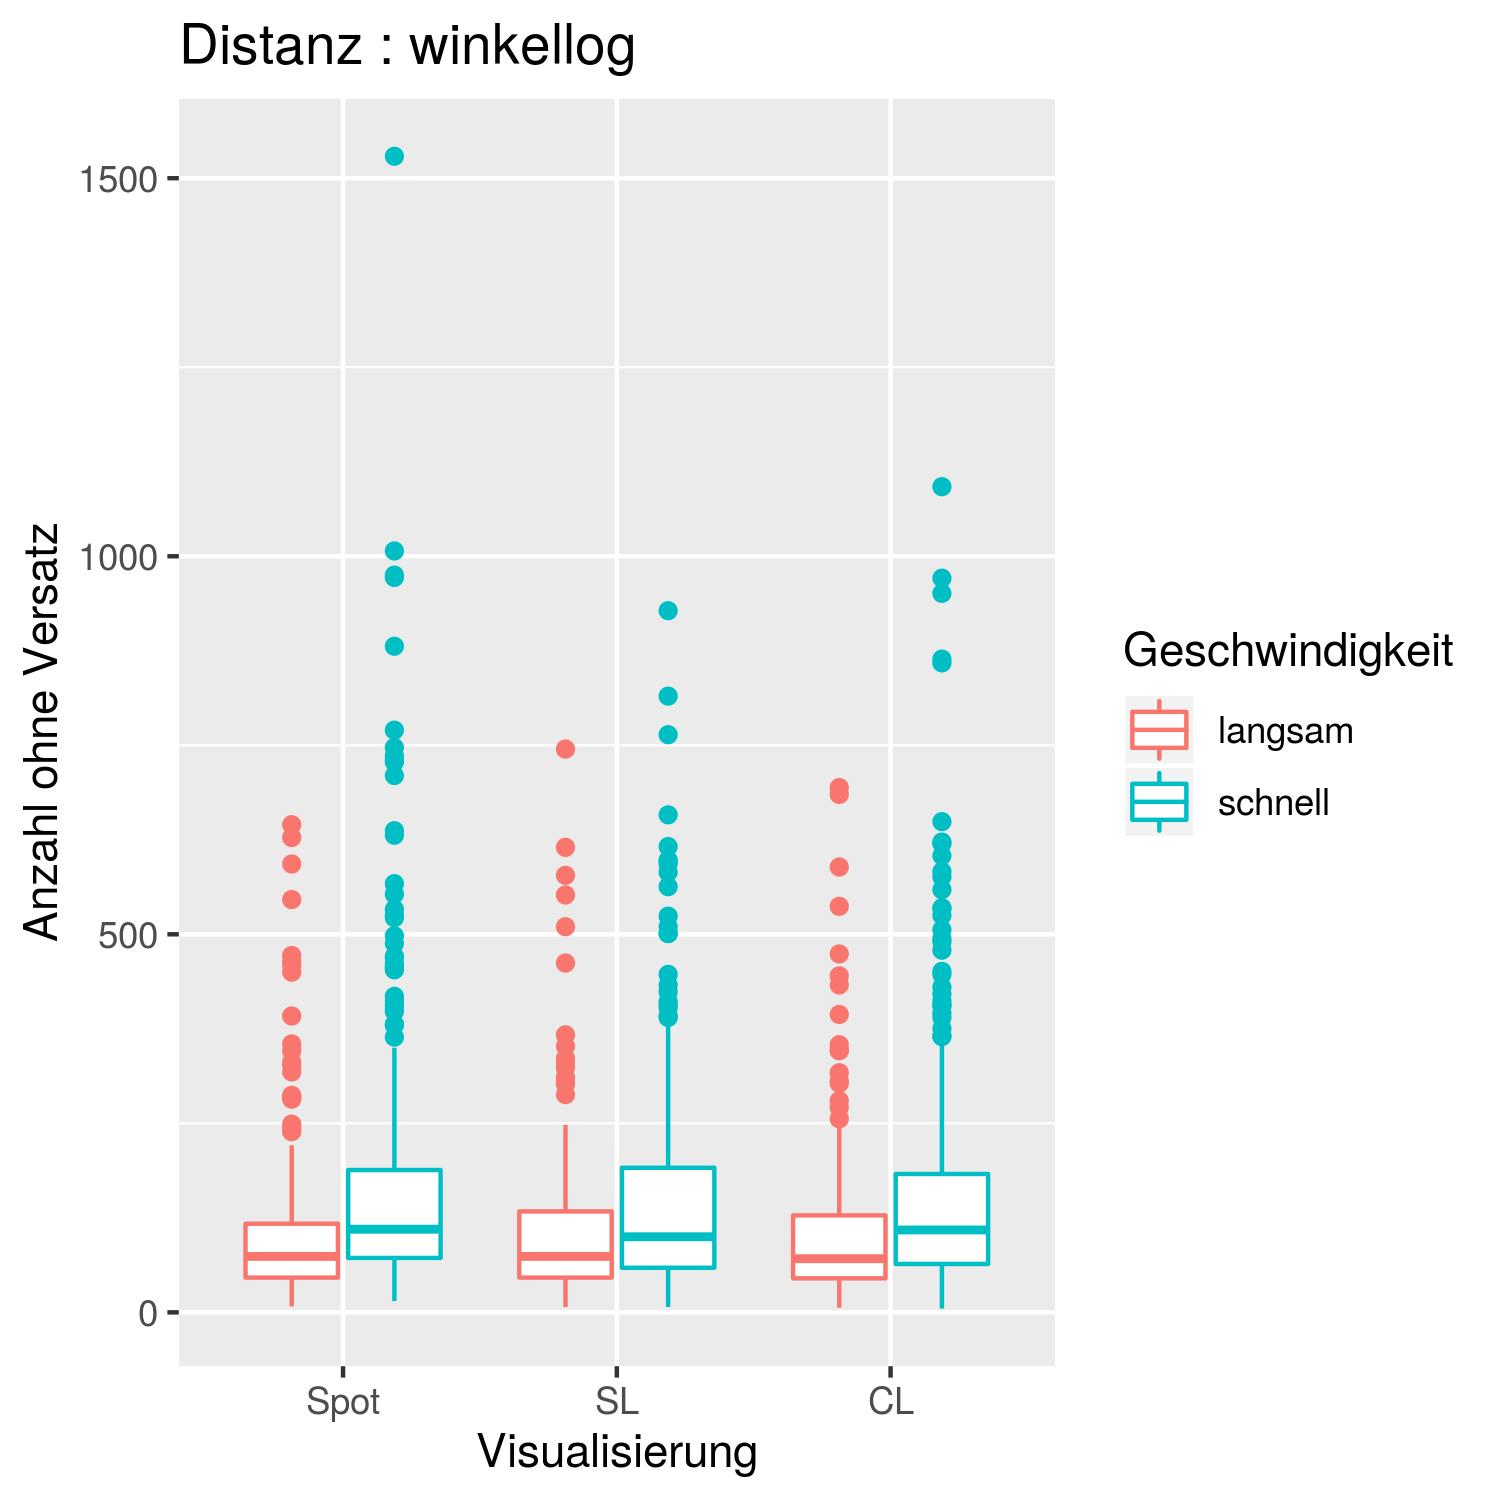 Distanz : winkellog
Anzahl ohne Versatz
1500
1000
500
0
Spot SL CL
Visualisierung
Geschwindigkeit
langsam
schnell